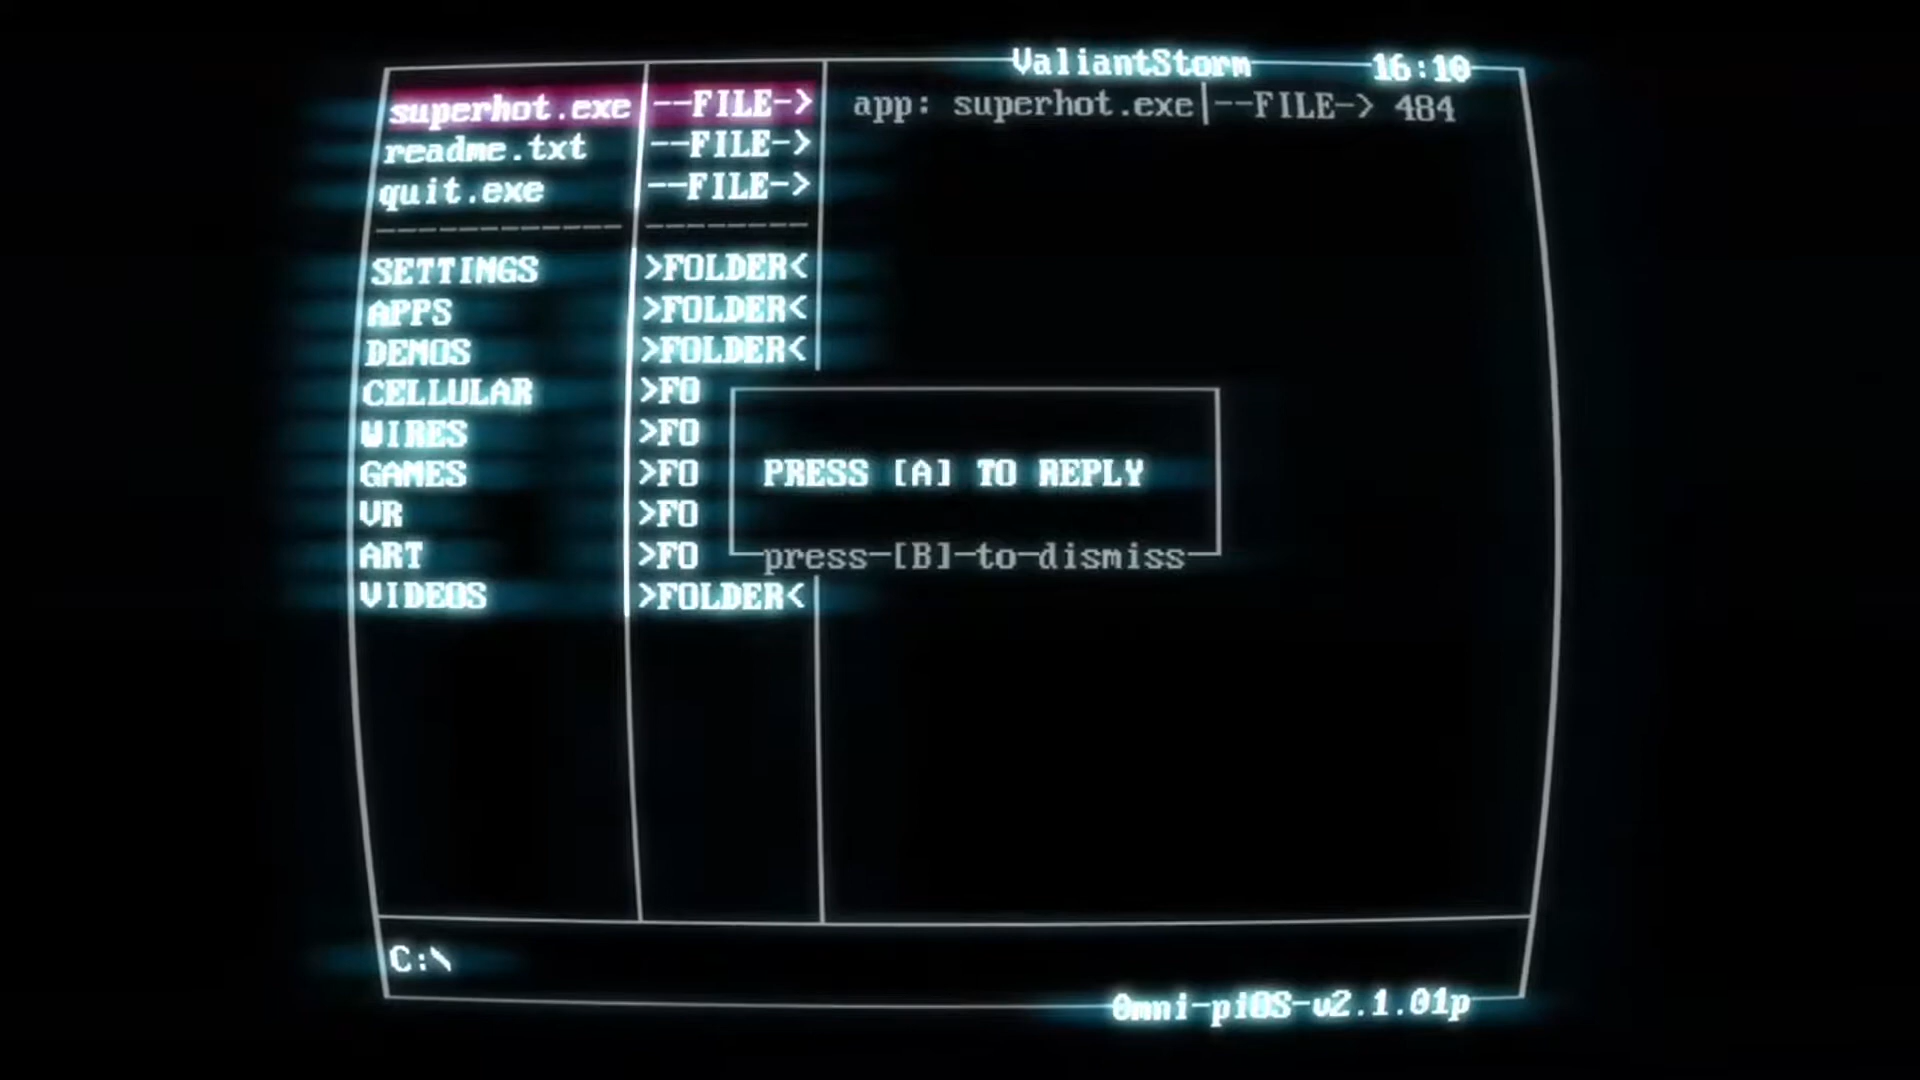 ValiantStorm 16:10
superhot.exe --FILE-> app: superhot.exe|--FILE-> 484
readme.txt --FILE->
quit.exe --FILE->
SETTINGS >FOLDER<
APPS >FOLDER<
DEMOS >FOLDER<
CELLULAR >FO
WIRES >FO
GAMES >FO PRESS [A] TO REPLY
VR >FO
ART >FO press-[B]-to-dismiss
VIDEOS >FOLDER<
C:\
Omni-piOS-v2.1.01p